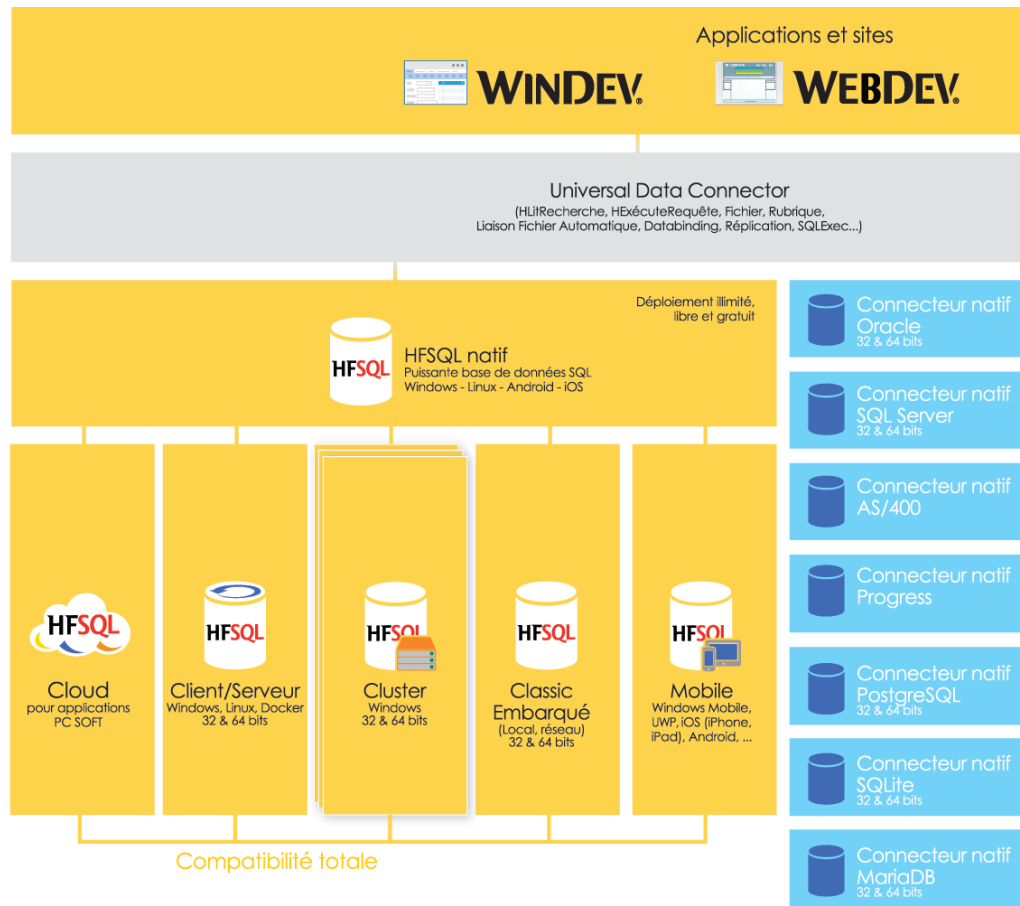 Applications et sites
WINDEV®
WEBDEV®
Universal Data Connector
(HLitRecherche, HExécuteRequête, Fichier, Rubrique,
Liaison Fichier Automatique, Databinding, Réplication, SQLExec...)
Déploiement illimité,
libre et gratuit
HFSQL
HFSQL natif
Puissante base de données SQL
Windows - Linux - Android - iOS
HFSQL
Cloud
pour applications
PC SOFT
HFSQL
Client/Serveur
Windows, Linux, Docker
32 & 64 bits
HFSQL
Cluster
Windows
32 & 64 bits
HFSQL
Classic
Embarqué
(Local, réseau)
32 & 64 bits
HFSQL
Mobile
Windows Mobile,
UWP, iOS (iPhone,
iPad), Android, ...
Compatibilité totale
Connecteur natif
Oracle
32 & 64 bits
Connecteur natif
SQL Server
32 & 64 bits
Connecteur natif
AS/400
Connecteur natif
Progress
Connecteur natif
PostgreSQL
32 & 64 bits
Connecteur natif
SQLite
32 & 64 bits
Connecteur natif
MariaDB
32 & 64 bits